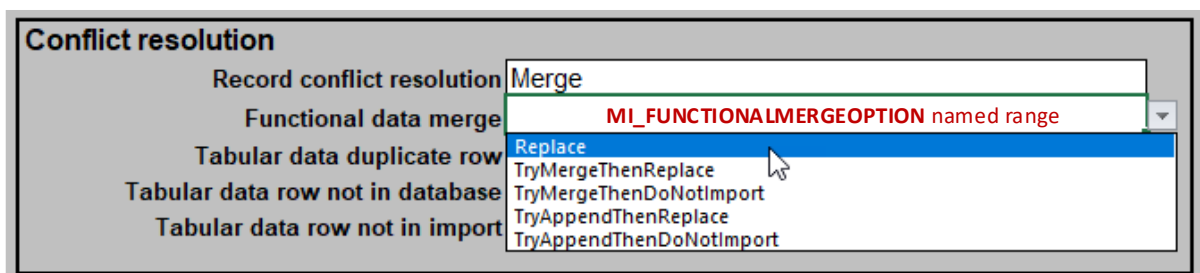 Conflict resolution
Record conflict resolution Merge
Functional data merge MI_FUNCTIONALMERGEOPTION named range
Tabular data duplicate row Replace
TryMergeThenReplace
Tabular data row not in database TryMergeThenDoNotImport
TryAppendThenReplace
Tabular data row not in import TryAppendThenDoNotImport